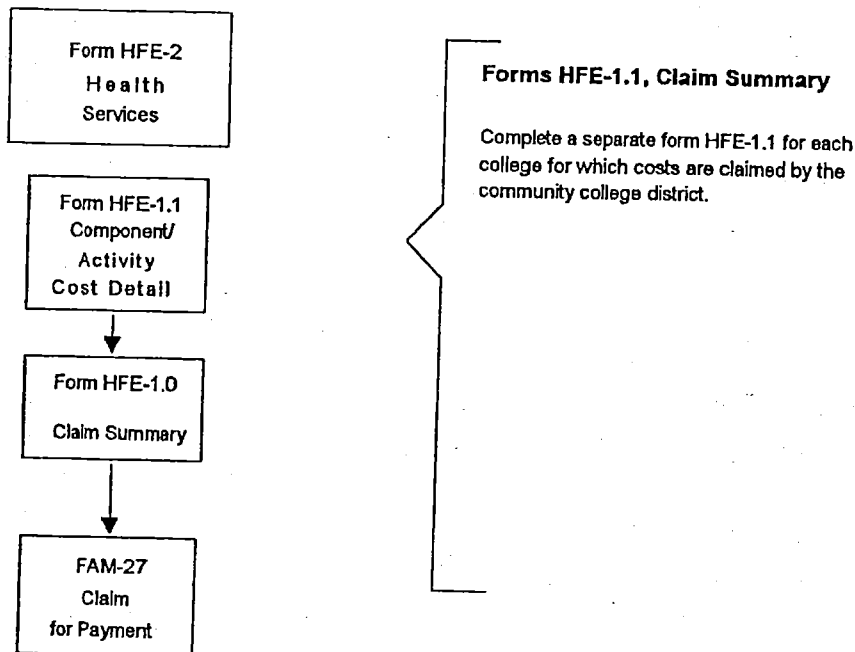 Form HFE-2
Health
Services
Form HFE-1.1
Component/
Activity
Cost Detail
Form HFE-1.0
Claim Summary
FAM-27
Claim
for Payment
Forms HFE-1.1, Claim Summary
Complete a separate form HFE-1.1 for each
college for which costs are claimed by the
community college district.